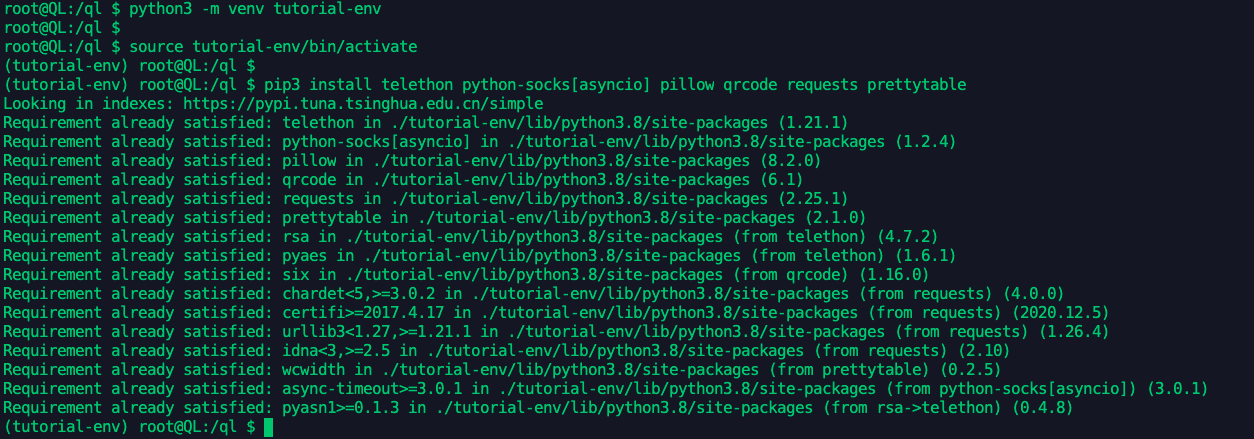 root@QL:/ql $ python3 -m venv tutorial-env
root@QL:/ql $
root@QL:/ql $ source tutorial-env/bin/activate
(tutorial-env) root@QL:/ql $
(tutorial-env) root@QL:/ql $ pip3 install telethon python-socks[asyncio] pillow qrcode requests prettytable
Looking in indexes: https://pypi.tuna.tsinghua.edu.cn/simple
Requirement already satisfied: telethon in ./tutorial-env/lib/python3.8/site-packages (1.21.1)
Requirement already satisfied: python-socks[asyncio] in ./tutorial-env/lib/python3.8/site-packages (1.2.4)
Requirement already satisfied: pillow in ./tutorial-env/lib/python3.8/site-packages (8.2.0)
Requirement already satisfied: qrcode in ./tutorial-env/lib/python3.8/site-packages (6.1)
Requirement already satisfied: requests in ./tutorial-env/lib/python3.8/site-packages (2.25.1)
Requirement already satisfied: prettytable in ./tutorial-env/lib/python3.8/site-packages (2.1.0)
Requirement already satisfied: rsa in ./tutorial-env/lib/python3.8/site-packages (from telethon) (4.7.2)
Requirement already satisfied: pyaes in ./tutorial-env/lib/python3.8/site-packages (from telethon) (1.6.1)
Requirement already satisfied: six in ./tutorial-env/lib/python3.8/site-packages (from qrcode) (1.16.0)
Requirement already satisfied: chardet<5,>=3.0.2 in ./tutorial-env/lib/python3.8/site-packages (from requests) (4.0.0)
Requirement already satisfied: certifi>=2017.4.17 in ./tutorial-env/lib/python3.8/site-packages (from requests) (2020.12.5)
Requirement already satisfied: urllib3<1.27,>=1.21.1 in ./tutorial-env/lib/python3.8/site-packages (from requests) (1.26.4)
Requirement already satisfied: idna<3,>=2.5 in ./tutorial-env/lib/python3.8/site-packages (from requests) (2.10)
Requirement already satisfied: wcwidth in ./tutorial-env/lib/python3.8/site-packages (from prettytable) (0.2.5)
Requirement already satisfied: async-timeout>=3.0.1 in ./tutorial-env/lib/python3.8/site-packages (from python-socks[asyncio]) (3.0.1)
Requirement already satisfied: pyasn1>=0.1.3 in ./tutorial-env/lib/python3.8/site-packages (from rsa->telethon) (0.4.8)
(tutorial-env) root@QL:/ql $